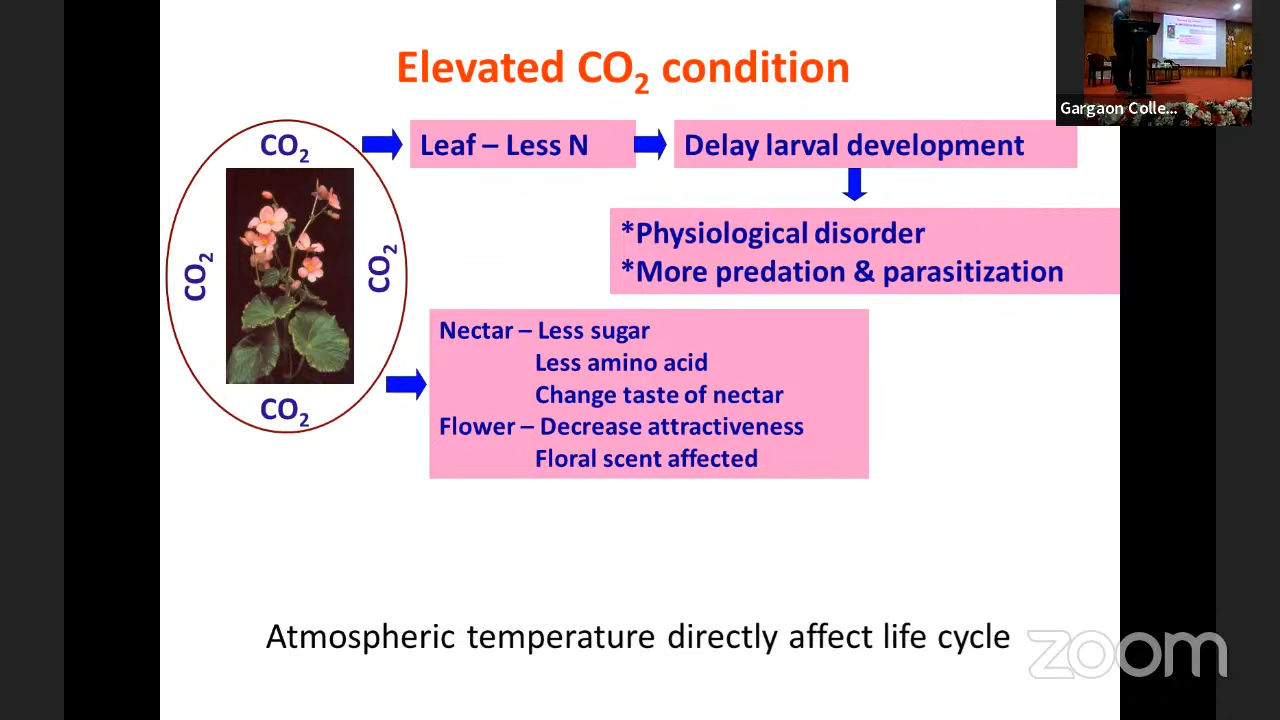 Elevated CO₂ condition
Gargaon Colle...
CO₂
Leaf – Less N
Delay larval development
*Physiological disorder
*More predation & parasitization
CO₂
CO₂
Nectar – Less sugar
Less amino acid
Change taste of nectar
CO₂
Flower – Decrease attractiveness
Floral scent affected
Atmospheric temperature directly affect life cycle
zoom